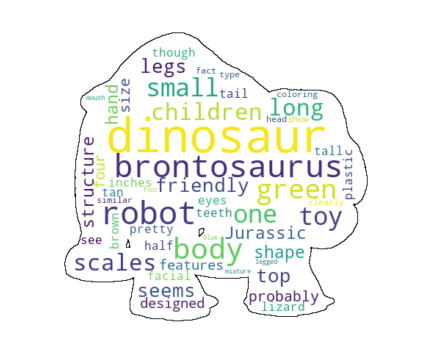 though
legs fact type
small tail coloring
mouth hand size children long
head show
dinosaur
tall
structure four brontosaurus plastic
inches friendly green
tan foot clearly
similar eyes
robot teeth one toy
brown pretty Jurassic
see half blue body shape
scales features legged
facial mixture top
seems probably
designed lizard